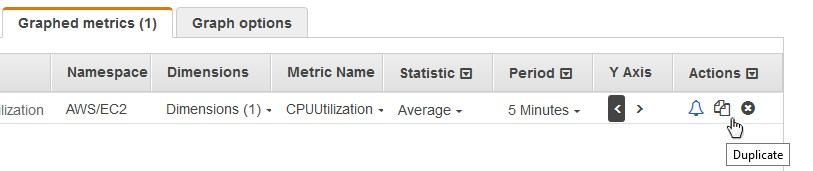 Graphed metrics (1) Graph options
Namespace Dimensions Metric Name Statistic Period Y Axis Actions
ilization AWS/EC2 Dimensions (1) CPUUtilization Average 5 Minutes < >
Duplicate